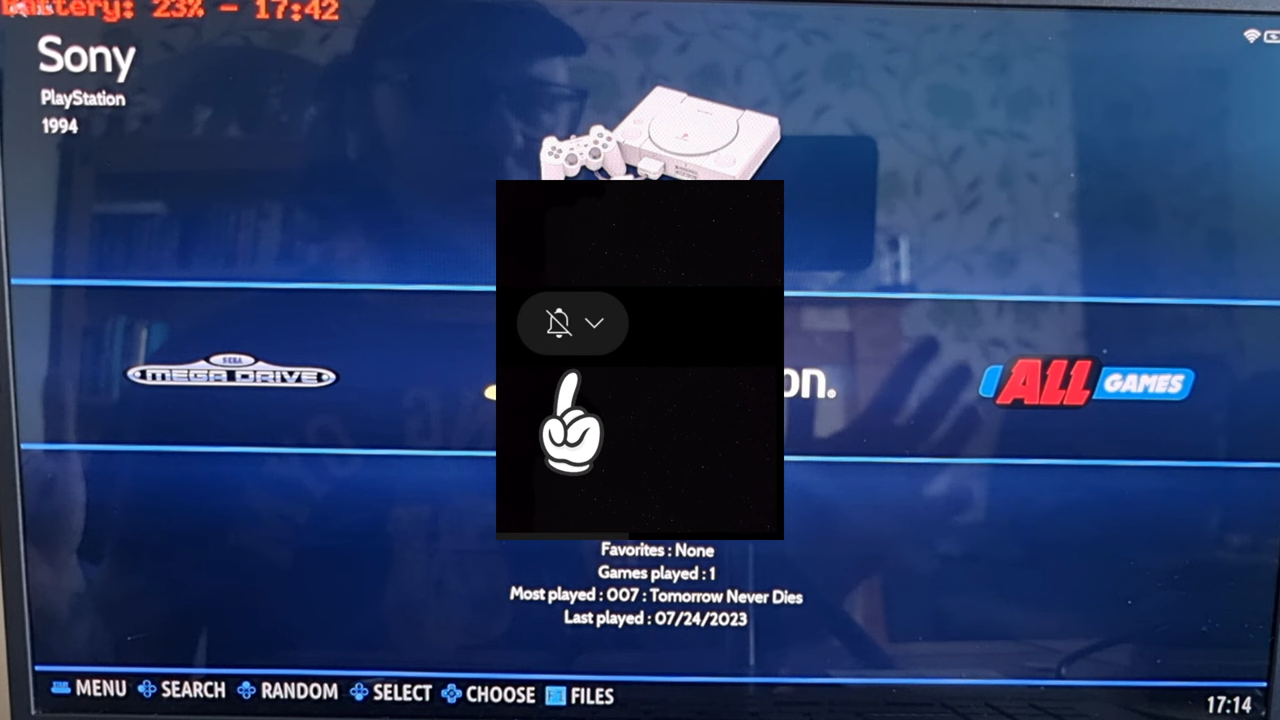 Battery: 23% - 17:42
Sony
PlayStation
1994
SEGA
MEGA DRIVE
on.
ALL GAMES
Favorites : None
Games played : 1
Most played : 007 : Tomorrow Never Dies
Last played : 07/24/2023
MENU SEARCH RANDOM SELECT CHOOSE FILES
17:14